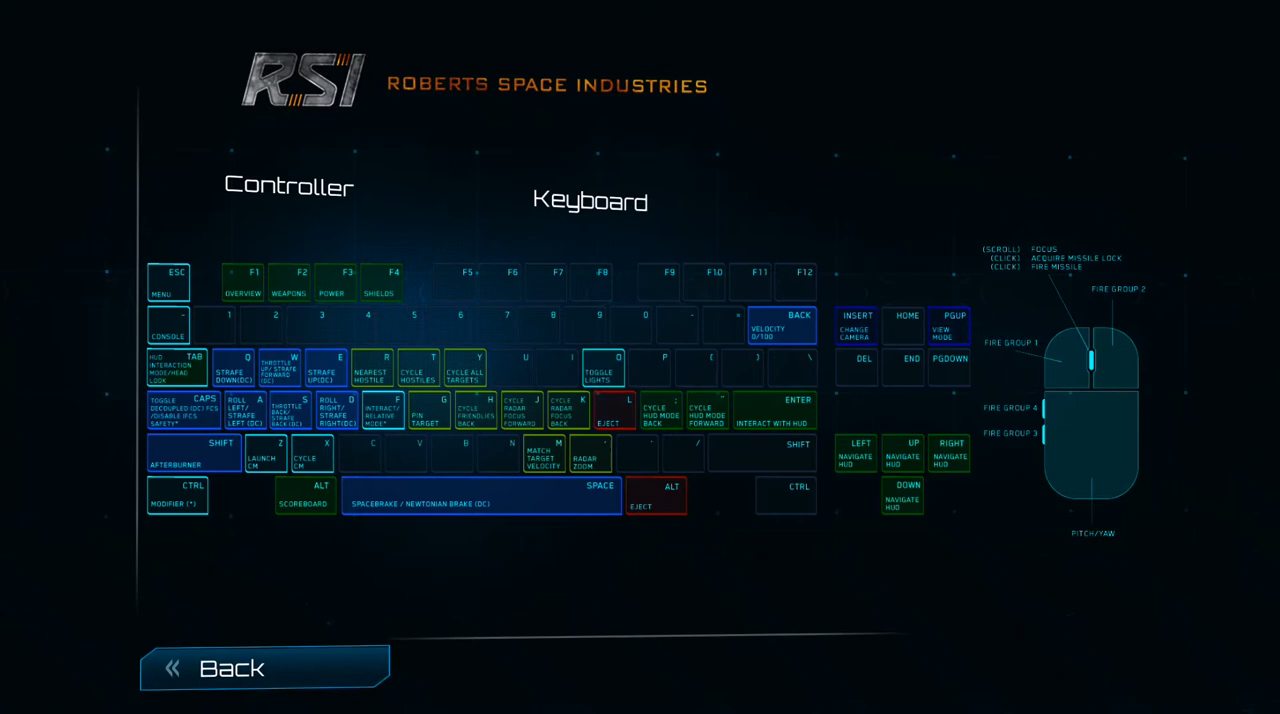 RSI ROBERTS SPACE INDUSTRIES
Controller
Keyboard
(SCROLL) FOCUS
(CLICK) ACQUIRE MISSILE LOCK
(CLICK) FIRE MISSILE
FIRE GROUP 2
FIRE GROUP 1
FIRE GROUP 4
FIRE GROUP 3
PITCH/YAW
ESC
MENU
F1
OVERVIEW
F2
WEAPONS
F3
POWER
F4
SHIELDS
F5
F6
F7
F8
F9
F10
F11
F12
CONSOLE
1
2
3
4
5
6
7
8
9
0
-
BACK
VELOCITY
0/100
INSERT
CHANGE
CAMERA
HOME
PGUP
VIEW
MODE
TAB
HUD
INTERACTION
MODE/HEAD
LOOK
Q
STRAFE
DOWN(DC)
W
THROTTLE
UP/ STRAFE
FORWARD
(DC)
E
STRAFE
UP(DC)
R
NEAREST
HOSTILE
T
CYCLE
HOSTILES
Y
CYCLE ALL
TARGETS
U
I
O
TOGGLE
LIGHTS
P
[
]
\
DEL
END
PGDOWN
CAPS
TOGGLE
DECOUPLED (DC) FCS
/DISABLE IFCS
SAFETY*
A
ROLL
LEFT/
STRAFE
LEFT (DC)
S
THROTTLE
BACK/
STRAFE
BACK(DC)
D
ROLL
RIGHT/
STRAFE
RIGHT(DC)
F
INTERACT/
RELATIVE
MODE*
G
PIN
TARGET
H
CYCLE
FRIENDLIES
BACK
J
CYCLE
RADAR
FOCUS
FORWARD
K
CYCLE
RADAR
FOCUS
BACK
L
EJECT
;
CYCLE
HUD MODE
BACK
CYCLE
HUD MODE
FORWARD
ENTER
INTERACT WITH HUD
SHIFT
AFTERBURNER
Z
LAUNCH
CM
X
CYCLE
CM
C
V
B
N
M
MATCH
TARGET
VELOCITY
RADAR
ZOOM
/
SHIFT
LEFT
NAVIGATE
HUD
UP
NAVIGATE
HUD
RIGHT
NAVIGATE
HUD
CTRL
MODIFIER (*)
ALT
SCOREBOARD
SPACE
SPACEBRAKE / NEWTONIAN BRAKE (DC)
ALT
EJECT
CTRL
DOWN
NAVIGATE
HUD
« Back